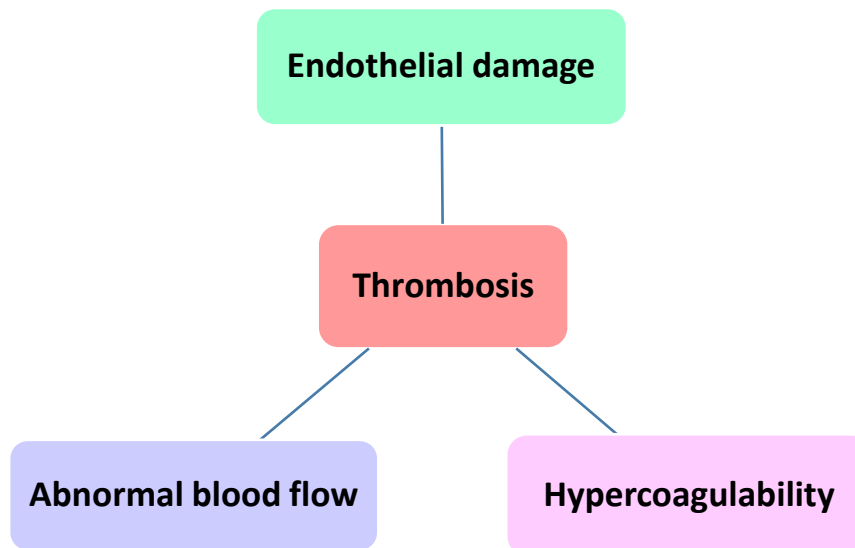 Endothelial damage
Thrombosis
Abnormal blood flow
Hypercoagulability